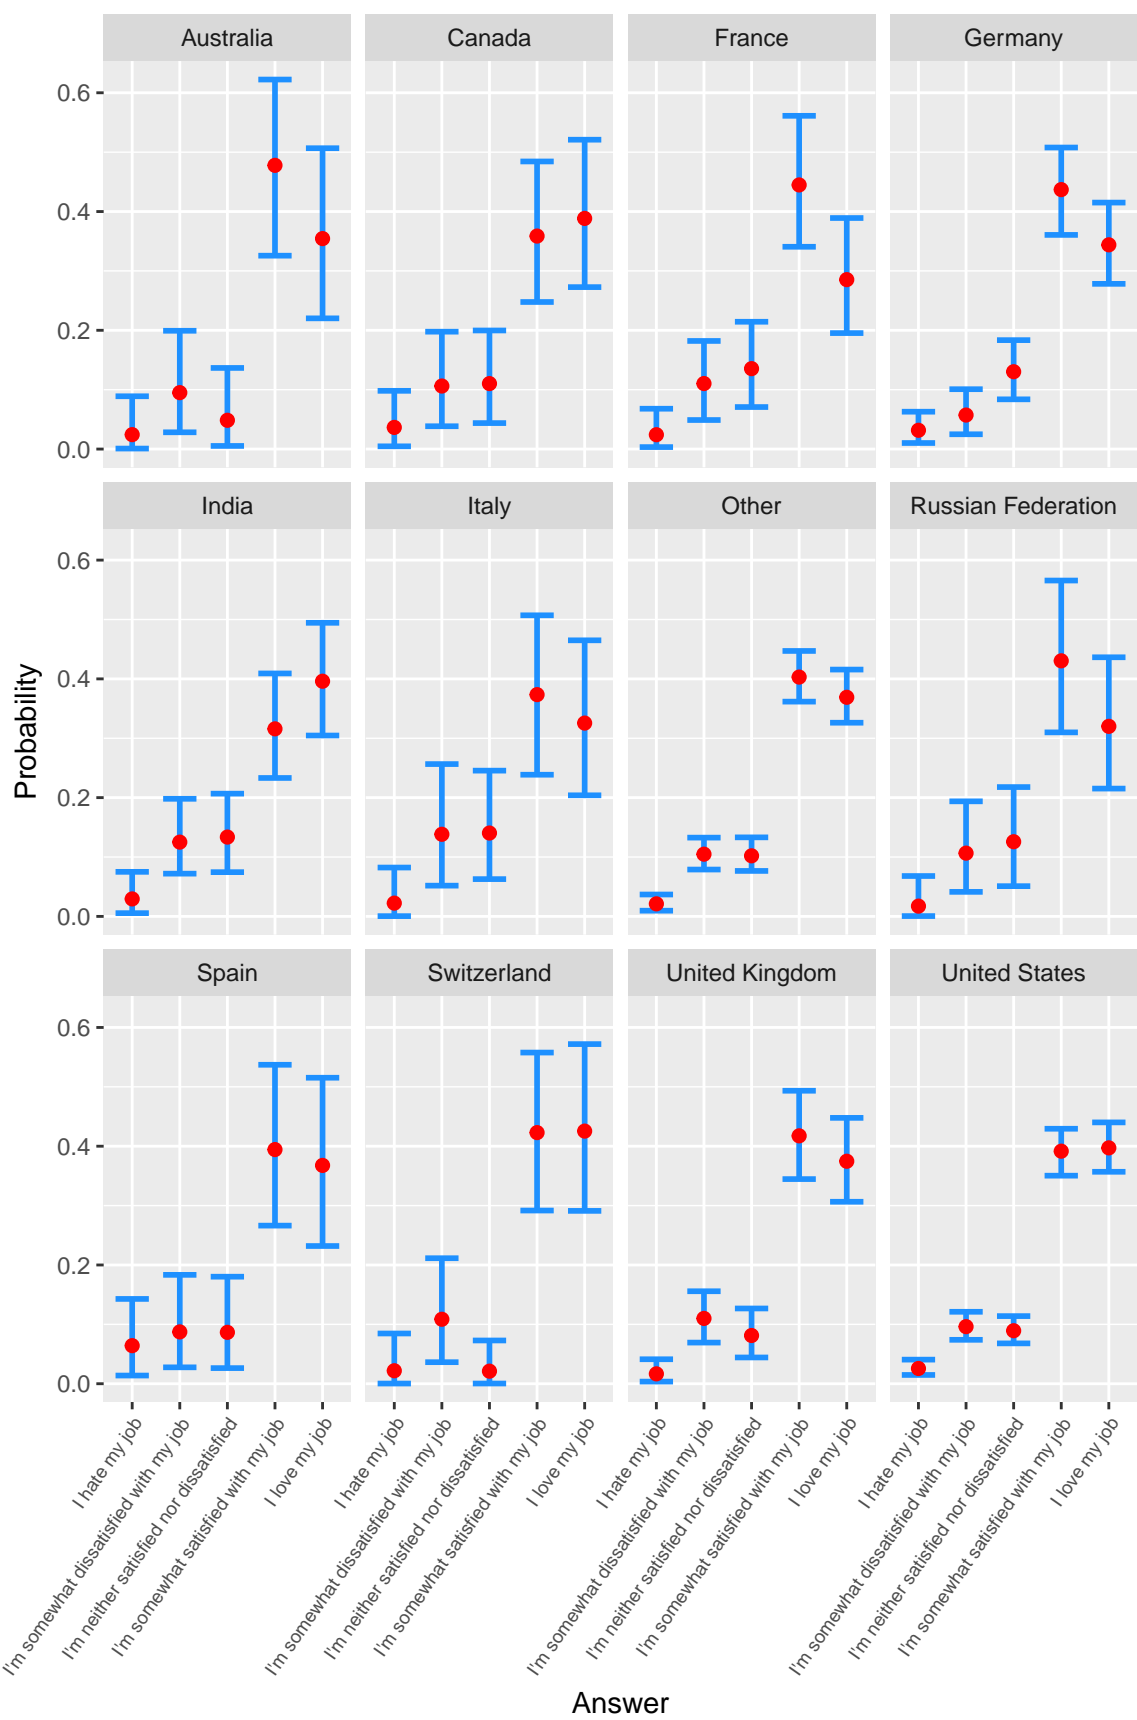 Australia
Canada
France
Germany
0.6
0.4
0.2
0.0
India
Italy
Other
Russian Federation
0.6
0.4
0.2
0.0
Probability
Spain
Switzerland
United Kingdom
United States
0.6
0.4
0.2
0.0
I hate my job
I'm somewhat dissatisfied with my job
I'm neither satisfied nor dissatisfied
I'm somewhat satisfied with my job
I love my job
I hate my job
I'm somewhat dissatisfied with my job
I'm neither satisfied nor dissatisfied
I'm somewhat satisfied with my job
I love my job
I hate my job
I'm somewhat dissatisfied with my job
I'm neither satisfied nor dissatisfied
I'm somewhat satisfied with my job
I love my job
I hate my job
I'm somewhat dissatisfied with my job
I'm neither satisfied nor dissatisfied
I'm somewhat satisfied with my job
I love my job
Answer